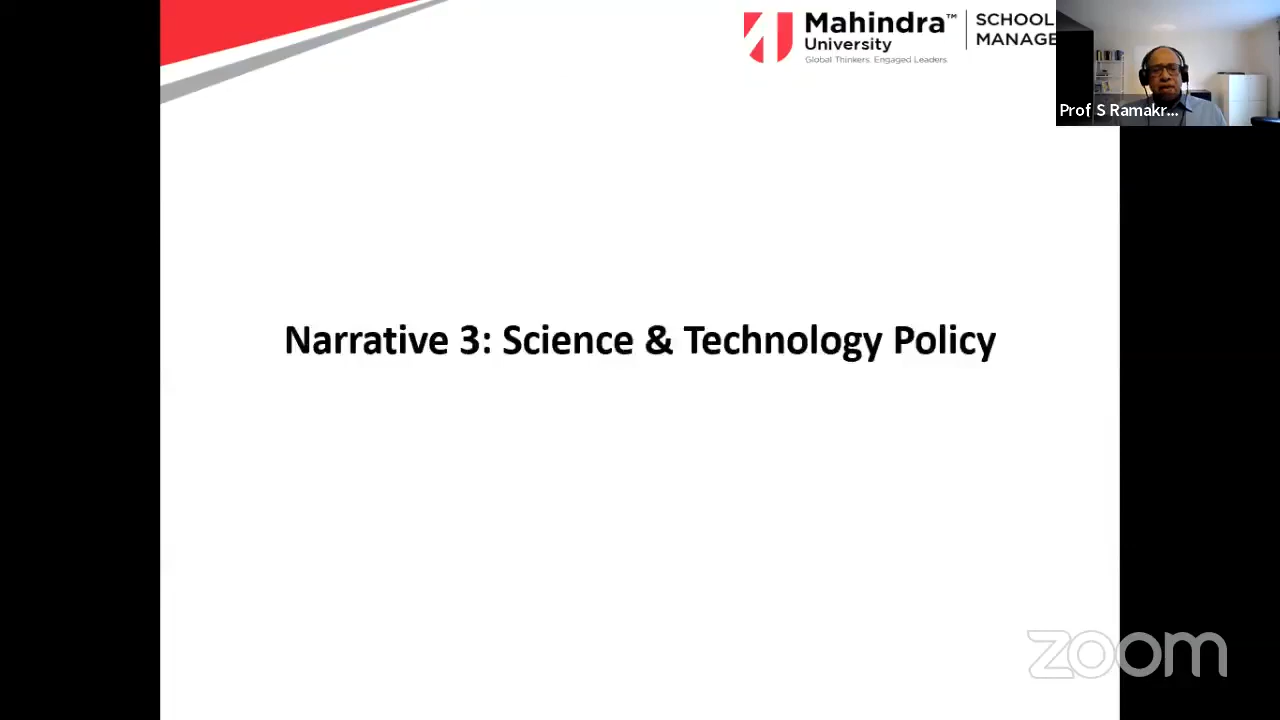 Mahindra™
University
Global Thinkers. Engaged Leaders.
SCHOOL
MANAGE
Prof S Ramakr...
Narrative 3: Science & Technology Policy
zoom